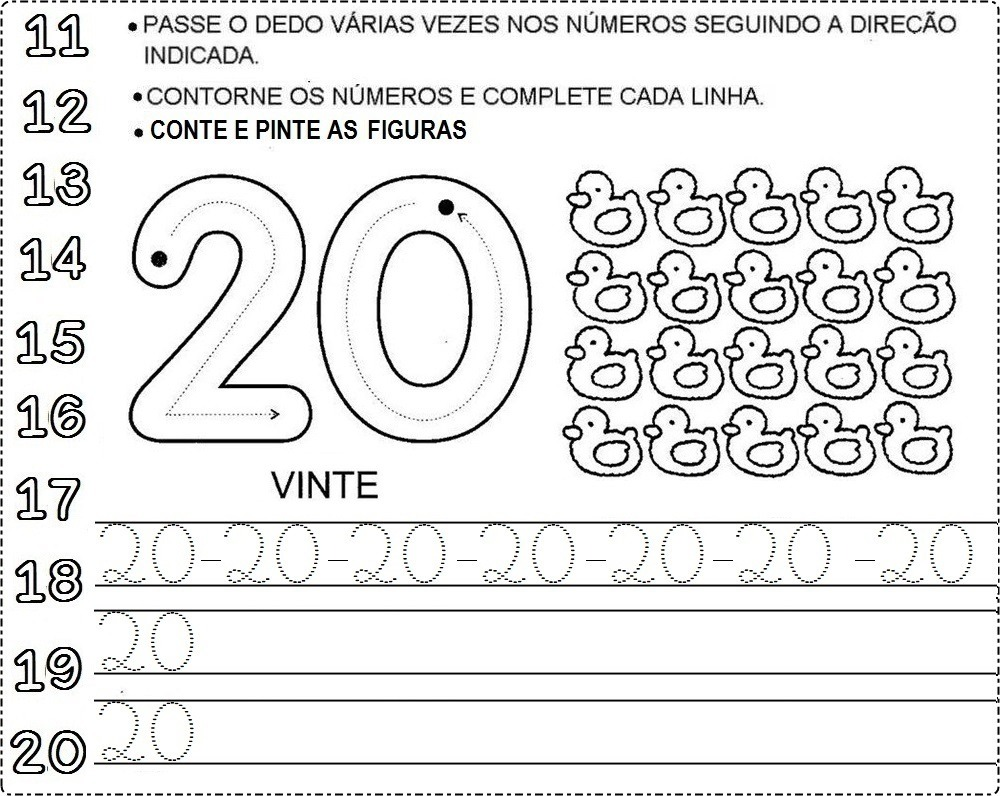 11
12
13
14
15
16
17
18
19
20
• PASSE O DEDO VÁRIAS VEZES NOS NÚMEROS SEGUINDO A DIREÇÃO
INDICADA.
• CONTORNE OS NÚMEROS E COMPLETE CADA LINHA.
• CONTE E PINTE AS FIGURAS
20
VINTE
20-20-20-20-20-20 -20
20
20